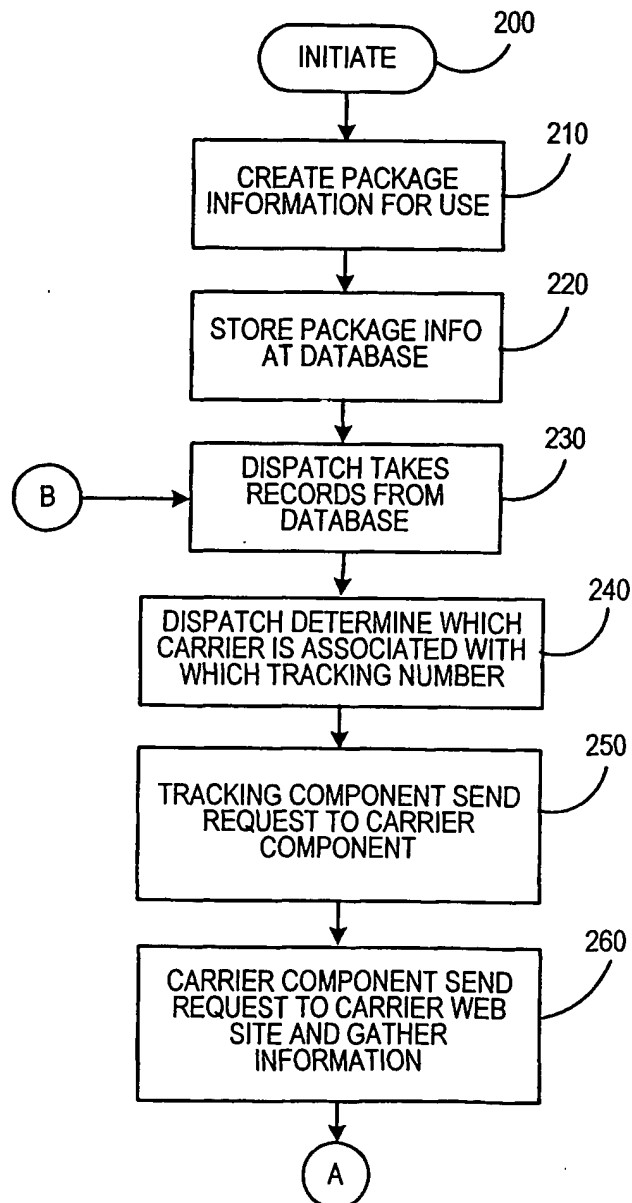 200
INITIATE
210
CREATE PACKAGE
INFORMATION FOR USE
220
STORE PACKAGE INFO
AT DATABASE
230
B
DISPATCH TAKES
RECORDS FROM
DATABASE
240
DISPATCH DETERMINE WHICH
CARRIER IS ASSOCIATED WITH
WHICH TRACKING NUMBER
250
TRACKING COMPONENT SEND
REQUEST TO CARRIER
COMPONENT
260
CARRIER COMPONENT SEND
REQUEST TO CARRIER WEB
SITE AND GATHER
INFORMATION
A